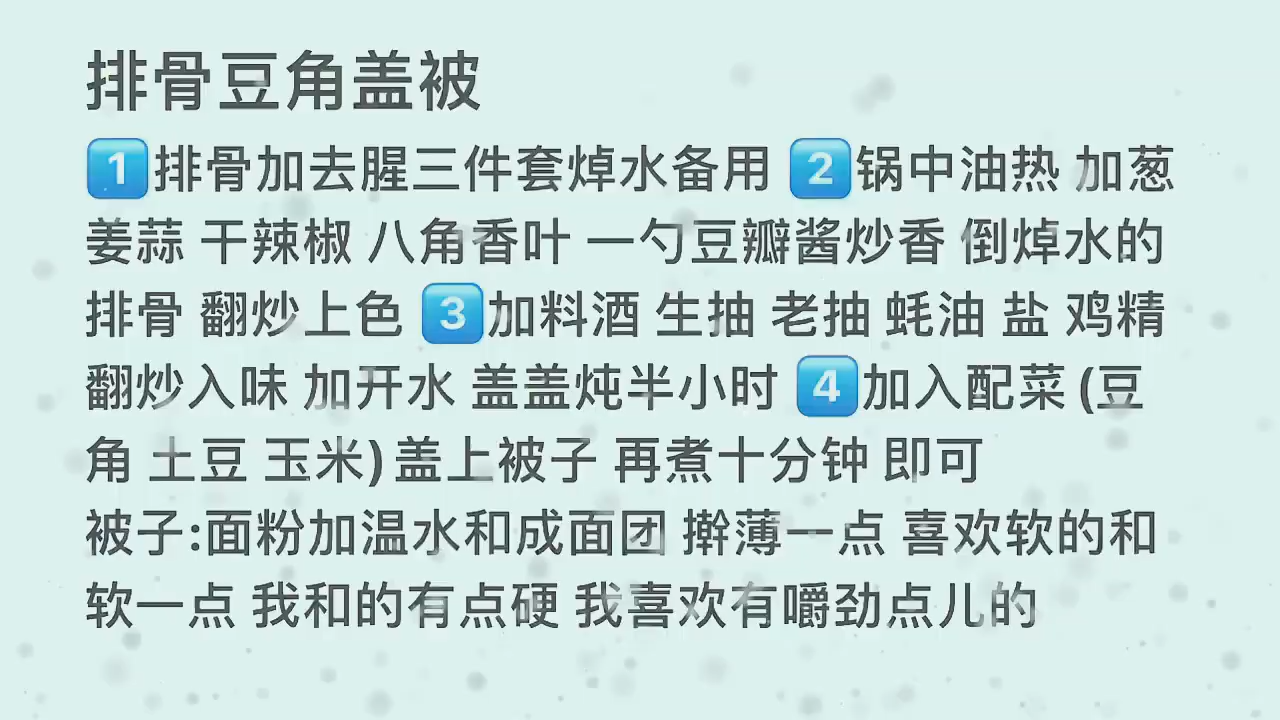 排骨豆角盖被
1️⃣排骨加去腥三件套焯水备用 2️⃣锅中油热 加葱
姜蒜 干辣椒 八角香叶 一勺豆瓣酱炒香 倒焯水的
排骨 翻炒上色 3️⃣加料酒 生抽 老抽 蚝油 盐 鸡精
翻炒入味 加开水 盖盖炖半小时 4️⃣加入配菜(豆
角 土豆 玉米)盖上被子 再煮十分钟 即可
被子:面粉加温水和成面团 擀薄一点 喜欢软的和
软一点 我和的有点硬 我喜欢有嚼劲点儿的